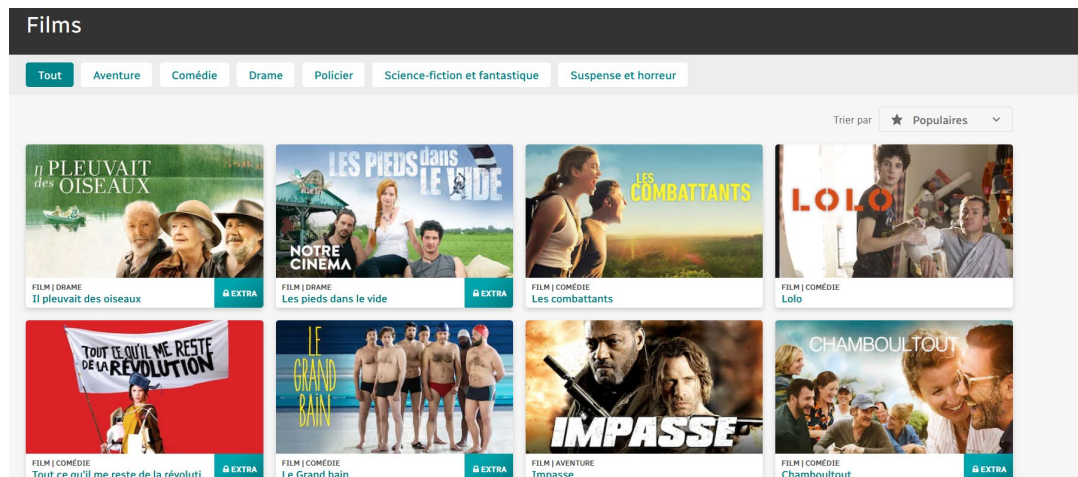 Films
Tout Aventure Comédie Drame Policier Science-fiction et fantastique Suspense et horreur
Trier par ★ Populaires
Il PLEUVAIT
des OISEAUX
FILM | DRAME
Il pleuvait des oiseaux
EXTRA
LES PIEDS dans
LE VIDE
NOTRE
CINEMA
FILM | DRAME
Les pieds dans le vide
EXTRA
LES
COMBATTANTS
FILM | COMÉDIE
Les combattants
LOLO
FILM | COMÉDIE
Lolo
TOUT CE QU'IL ME RESTE
DE LA REVOLUTION
FILM | COMÉDIE
Tout ce qu'il me reste de la révoluti
EXTRA
LE
GRAND
BAIN
FILM | COMÉDIE
Le Grand bain
EXTRA
IMPASSE
FILM | AVENTURE
Impasse
CHAMBOULTOUT
FILM | COMÉDIE
Chamboultout
EXTRA